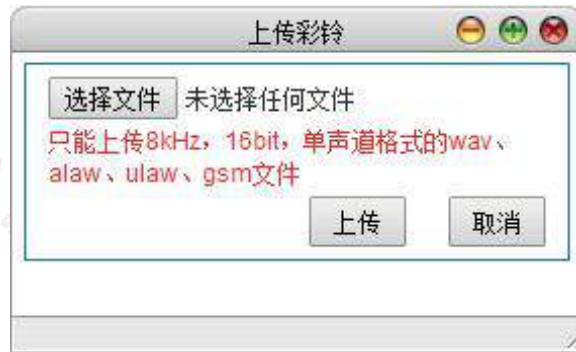 上传彩铃
选择文件 未选择任何文件
只能上传8kHz，16bit，单声道格式的wav、
alaw、ulaw、gsm文件
上传 取消